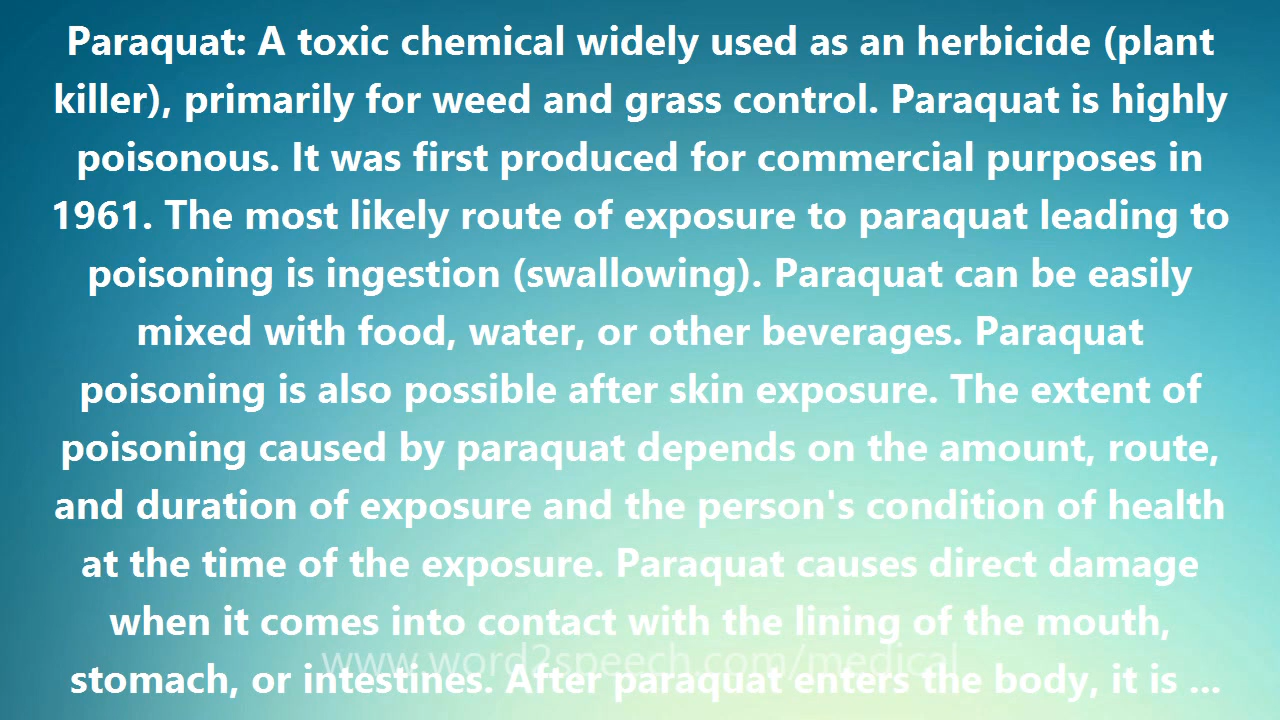 Paraquat: A toxic chemical widely used as an herbicide (plant
killer), primarily for weed and grass control. Paraquat is highly
poisonous. It was first produced for commercial purposes in
1961. The most likely route of exposure to paraquat leading to
poisoning is ingestion (swallowing). Paraquat can be easily
mixed with food, water, or other beverages. Paraquat
poisoning is also possible after skin exposure. The extent of
poisoning caused by paraquat depends on the amount, route,
and duration of exposure and the person's condition of health
at the time of the exposure. Paraquat causes direct damage
when it comes into contact with the lining of the mouth,
www.word2speech.com/medical
stomach, or intestines. After paraquat enters the body, it is ...